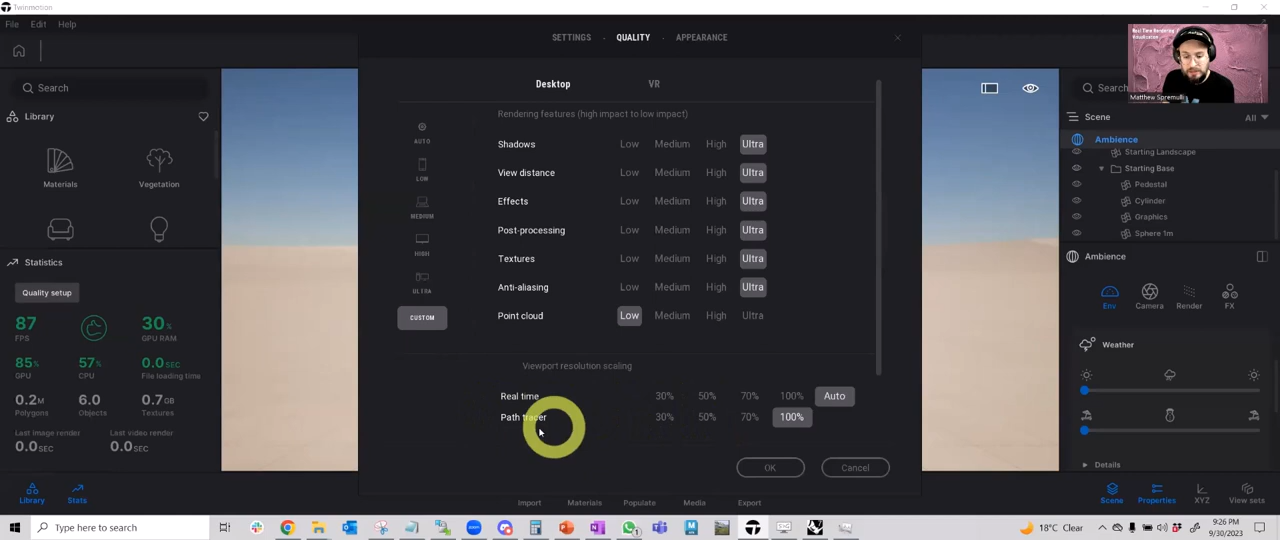 Twinmotion
File Edit Help
SETTINGS · QUALITY · APPEARANCE
Matthew Spremulli
Search
Library
Materials
Vegetation
Statistics
Quality setup
87
FPS
30%
GPU RAM
85%
GPU
57%
CPU
0.0SEC
File loading time
0.2M
Polygons
6.0
Objects
0.7GB
Textures
Last image render
0.0SEC
Last video render
0.0SEC
Library
Stats
Desktop
VR
Rendering features (high impact to low impact)
AUTO
LOW
MEDIUM
HIGH
ULTRA
CUSTOM
Shadows Low Medium High Ultra
View distance Low Medium High Ultra
Effects Low Medium High Ultra
Post-processing Low Medium High Ultra
Textures Low Medium High Ultra
Anti-aliasing Low Medium High Ultra
Point cloud Low Medium High Ultra
Viewport resolution scaling
Real time 30% 50% 70% 100% Auto
Path tracer 30% 50% 70% 100%
OK
Cancel
Import Materials Populate Media Export
Search
Scene All
Ambience
Starting Landscape
Starting Base
Pedestal
Cylinder
Graphics
Sphere 1m
Ambience
Env Camera Render FX
Weather
Details
Scene Properties XYZ View sets
Type here to search
18°C Clear
9:26 PM
9/30/2023